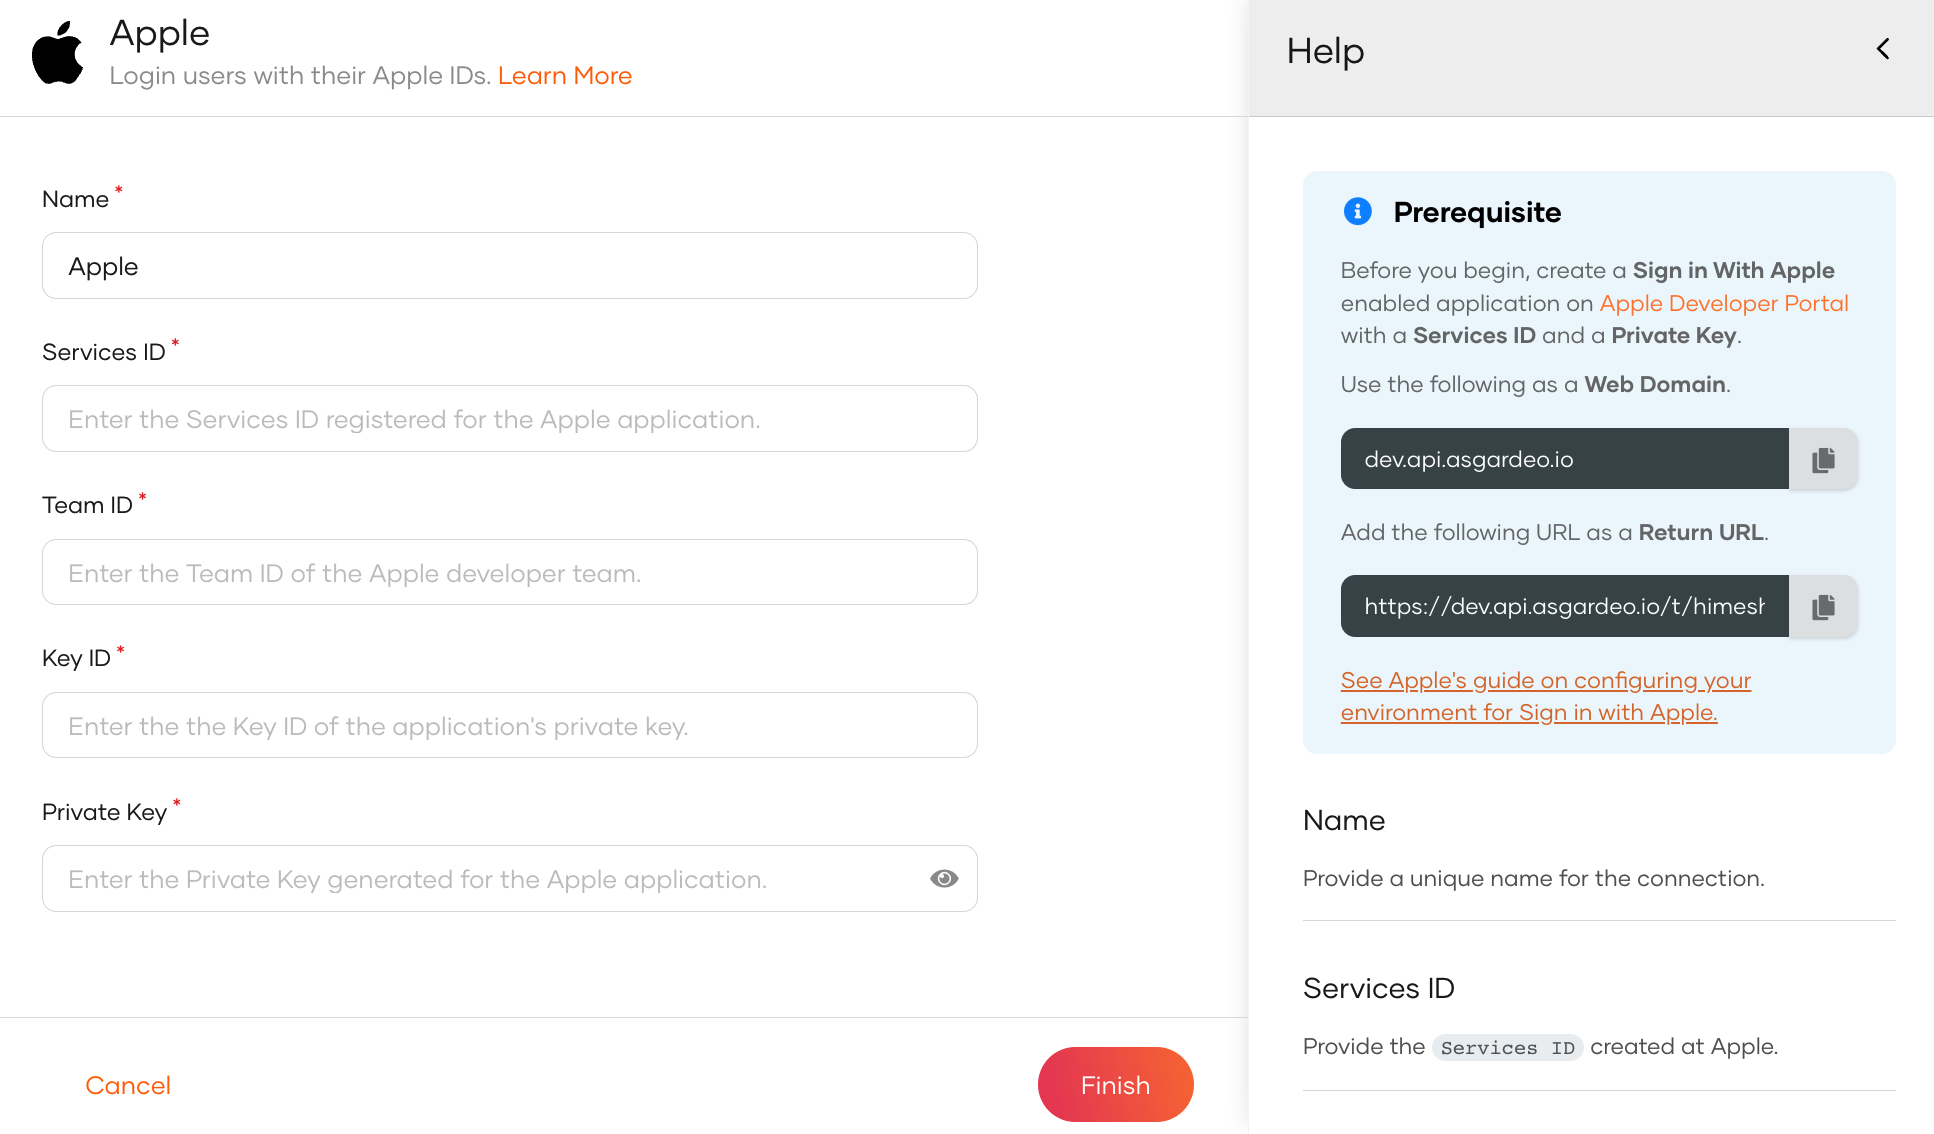 Apple
Login users with their Apple IDs. Learn More
Name *
Apple
Services ID *
Enter the Services ID registered for the Apple application.
Team ID *
Enter the Team ID of the Apple developer team.
Key ID *
Enter the the Key ID of the application's private key.
Private Key *
Enter the Private Key generated for the Apple application.
Cancel
Finish
Help
Prerequisite
Before you begin, create a Sign in With Apple
enabled application on Apple Developer Portal
with a Services ID and a Private Key.
Use the following as a Web Domain.
dev.api.asgardeo.io
Add the following URL as a Return URL.
https://dev.api.asgardeo.io/t/himesh
See Apple's guide on configuring your
environment for Sign in with Apple.
Name
Provide a unique name for the connection.
Services ID
Provide the Services ID created at Apple.